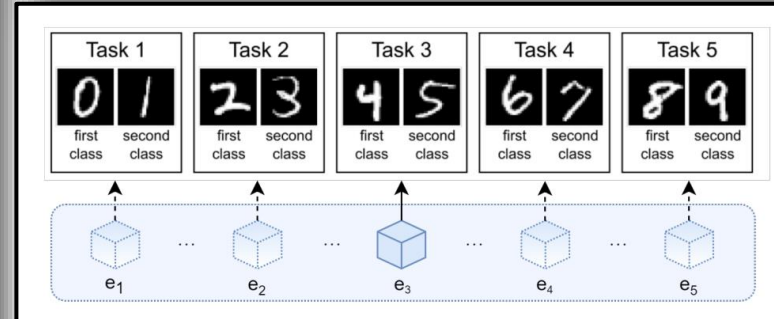 Task 1 Task 2 Task 3 Task 4 Task 5
0 1 2 3 4 5 6 7 8 9
first second first second first second first second first second
class class class class class class class class class class
... ... ... ...
e1 e2 e3 e4 e5